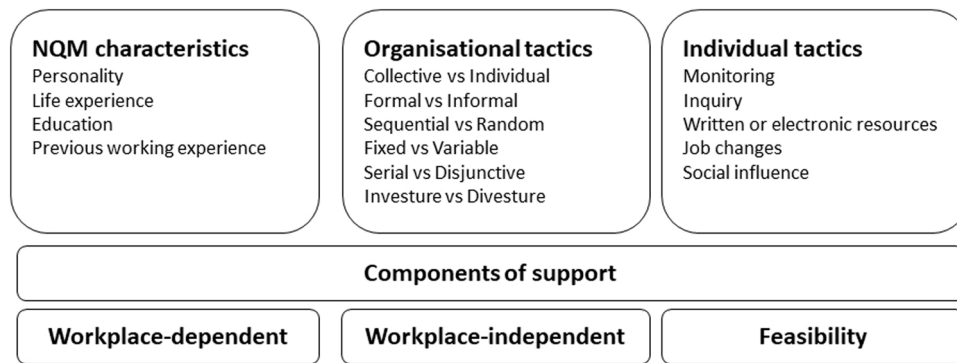 NQM characteristics
Personality
Life experience
Education
Previous working experience
Organisational tactics
Collective vs Individual
Formal vs Informal
Sequential vs Random
Fixed vs Variable
Serial vs Disjunctive
Investure vs Divesture
Individual tactics
Monitoring
Inquiry
Written or electronic resources
Job changes
Social influence
Components of support
Workplace-dependent
Workplace-independent
Feasibility